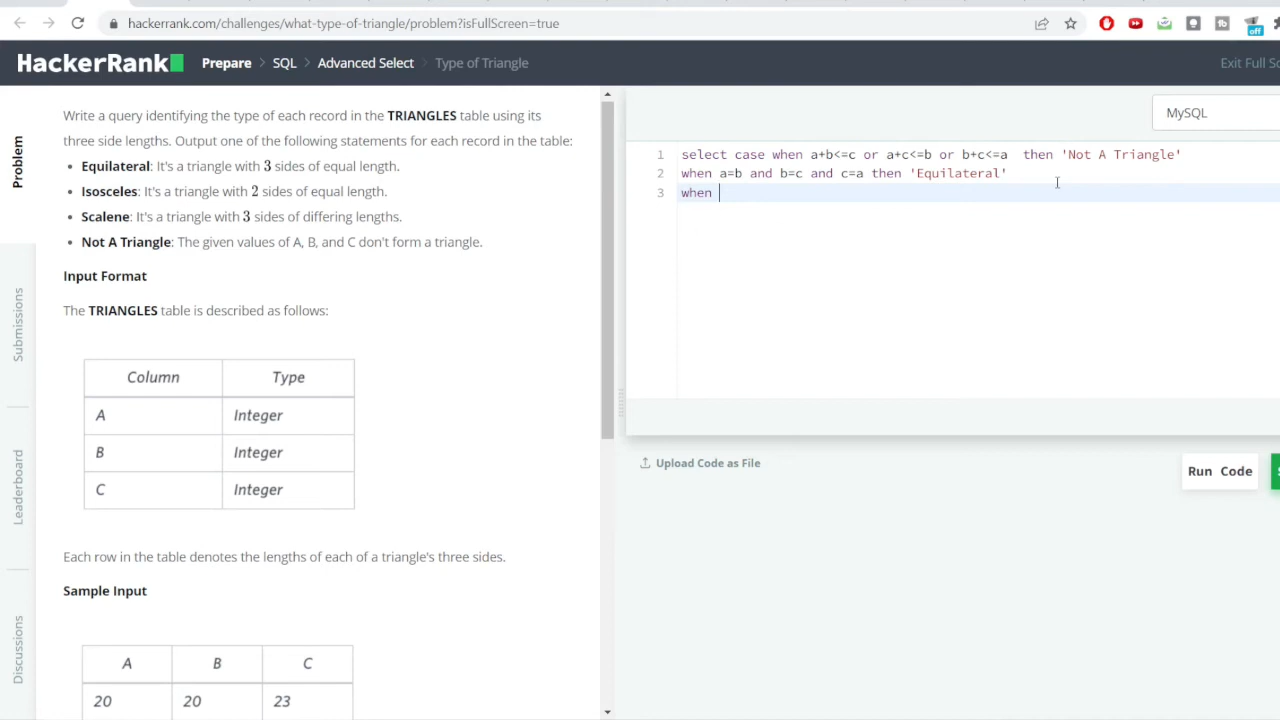 hackerrank.com/challenges/what-type-of-triangle/problem?isFullScreen=true
off
HackerRank
Prepare > SQL > Advanced Select > Type of Triangle
Exit Full Sc
Problem
Submissions
Leaderboard
Discussions
Write a query identifying the type of each record in the TRIANGLES table using its
three side lengths. Output one of the following statements for each record in the table:
• Equilateral: It's a triangle with 3 sides of equal length.
• Isosceles: It's a triangle with 2 sides of equal length.
• Scalene: It's a triangle with 3 sides of differing lengths.
• Not A Triangle: The given values of A, B, and C don't form a triangle.
Input Format
The TRIANGLES table is described as follows:
Column Type
A Integer
B Integer
C Integer
Each row in the table denotes the lengths of each of a triangle's three sides.
Sample Input
A B C
20 20 23
MySQL
1 select case when a+b<=c or a+c<=b or b+c<=a  then 'Not A Triangle'
2 when a=b and b=c and c=a then 'Equilateral'
3 when
Upload Code as File
Run Code